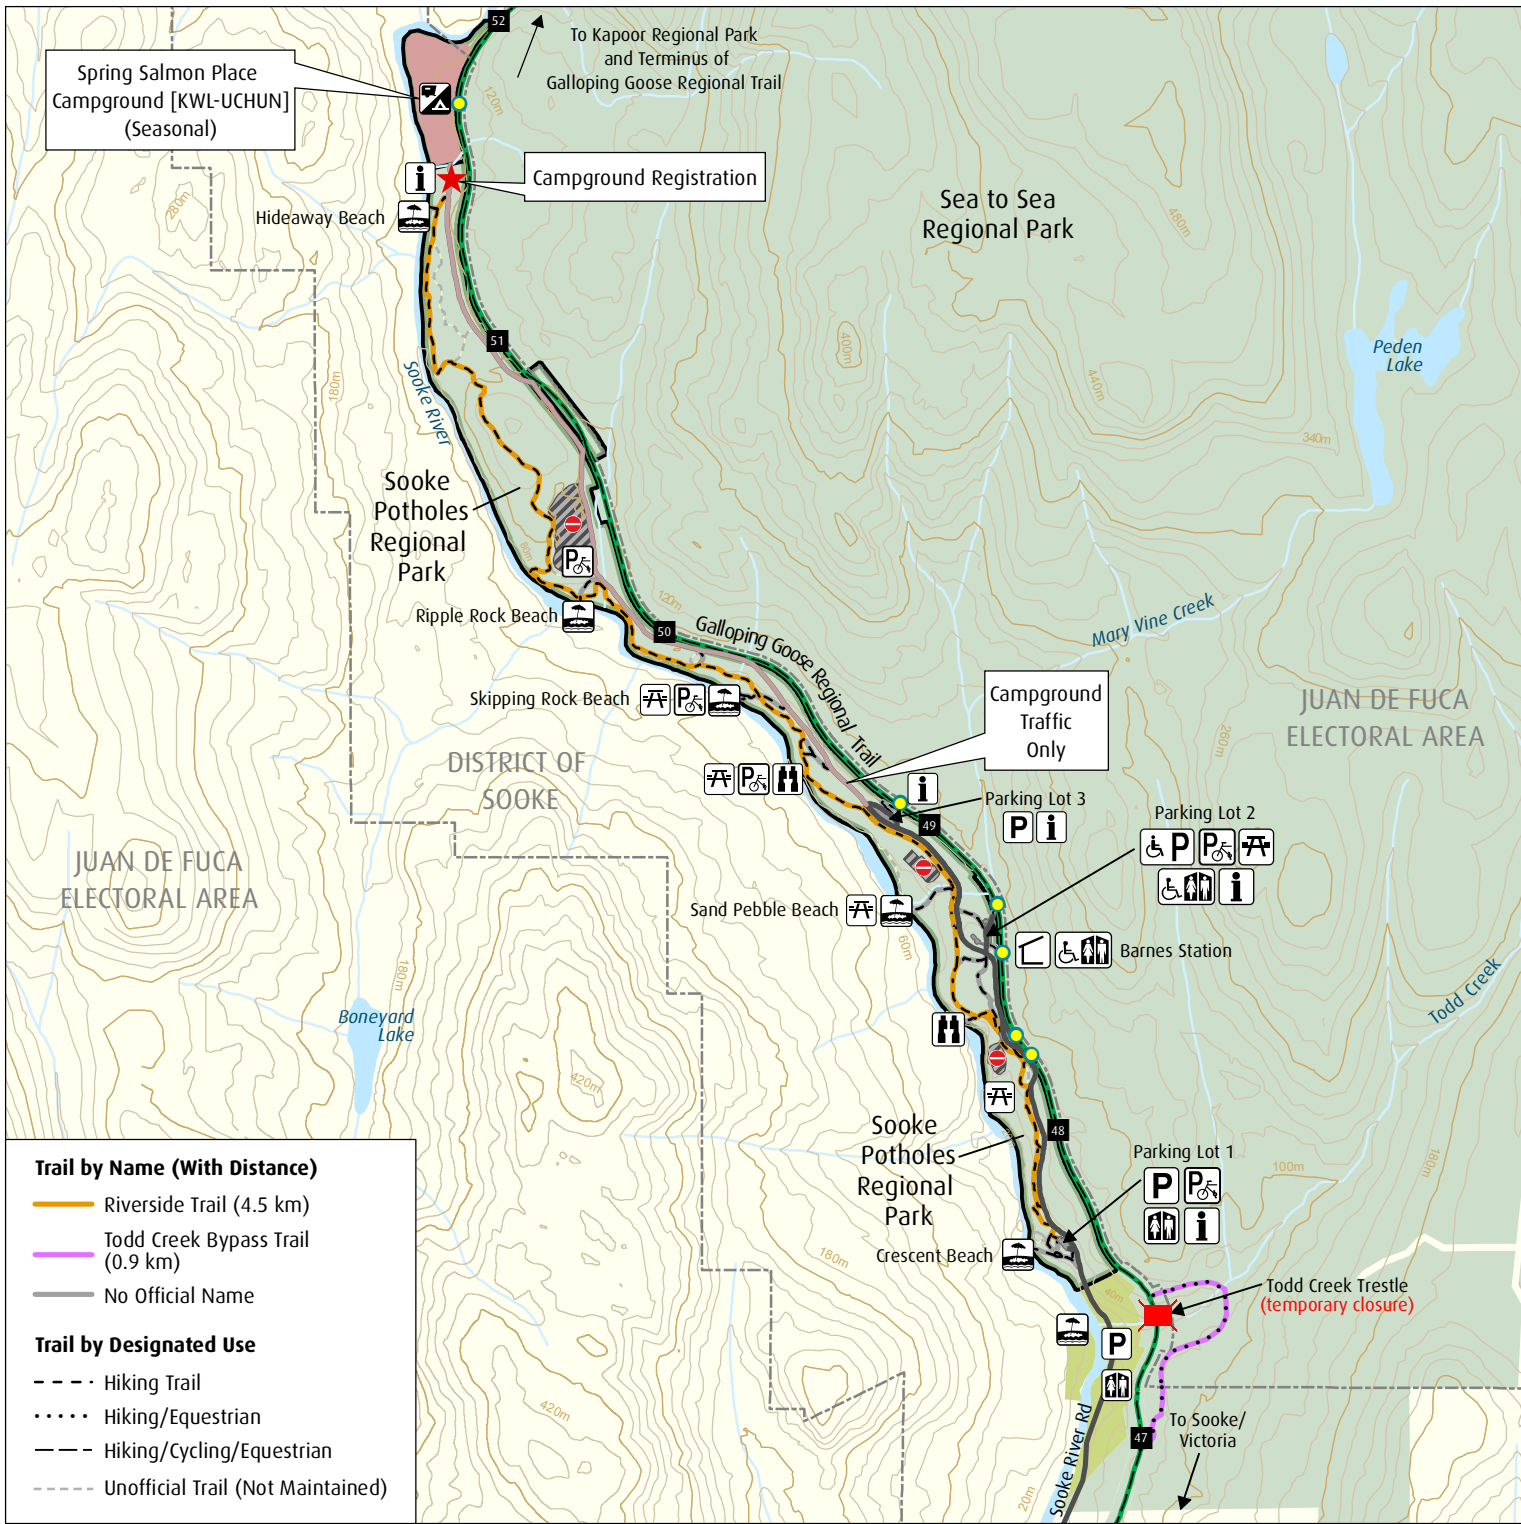 52
To Kapoor Regional Park
and Terminus of
Galloping Goose Regional Trail
Spring Salmon Place
Campground [KWL-UCHUN]
(Seasonal)
120m
i
Campground Registration
Hideaway Beach
280m
Sea to Sea
Regional Park
480m
51
180m
Sooke River
400m
Peden
Lake
440m
340m
Sooke
Potholes
Regional
Park
80m
P
Ripple Rock Beach
120m
50
Galloping Goose Regional Trail
Mary Vine Creek
Skipping Rock Beach
P
Campground
Traffic
Only
JUAN DE FUCA
ELECTORAL AREA
260m
DISTRICT OF
SOOKE
P
i
Parking Lot 3
P i
49
Parking Lot 2
P P
i
JUAN DE FUCA
ELECTORAL AREA
Sand Pebble Beach
60m
Barnes Station
180m
Boneyard
Lake
Todd Creek
420m
Sooke
Potholes
Regional
Park
48
100m
180m
Parking Lot 1
P P
i
180m
Crescent Beach
40m
Todd Creek Trestle
(temporary closure)
P
420m
To Sooke/
Victoria
47
Sooke River Rd
20m
Trail by Name (With Distance)
Riverside Trail (4.5 km)
Todd Creek Bypass Trail
(0.9 km)
No Official Name
Trail by Designated Use
Hiking Trail
Hiking/Equestrian
Hiking/Cycling/Equestrian
Unofficial Trail (Not Maintained)